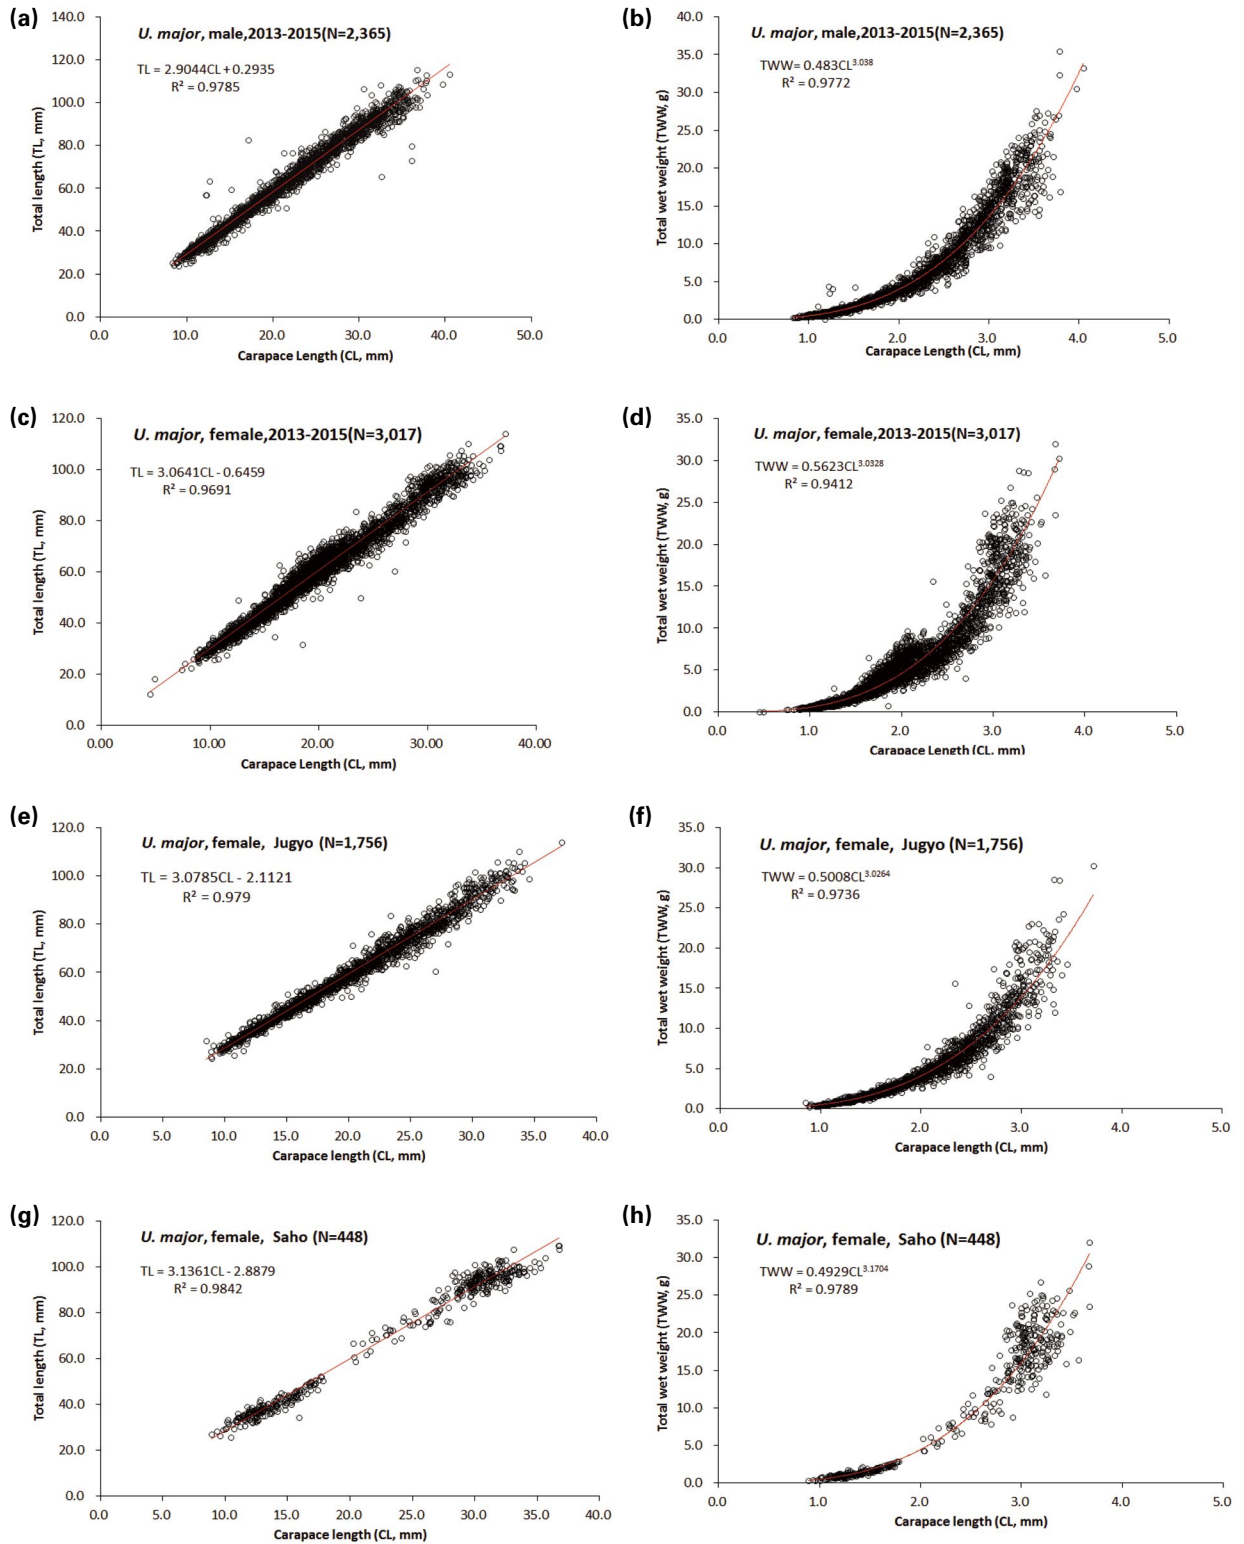 (a)
140.0
120.0
100.0
80.0
60.0
40.0
20.0
0.0
Total length (TL, mm)
U. major, male,2013-2015(N=2,365)
TL = 2.9044CL + 0.2935
R² = 0.9785
0.0 10.0 20.0 30.0 40.0 50.0
Carapace Length (CL, mm)
(b)
40.0
35.0
30.0
25.0
20.0
15.0
10.0
5.0
0.0
Total wet weight (TWW, g)
U. major, male,2013-2015(N=2,365)
TWW= 0.483CL^3.038
R² = 0.9772
0.0 1.0 2.0 3.0 4.0 5.0
Carapace Length (CL, mm)
(c)
120.0
100.0
80.0
60.0
40.0
20.0
0.0
Total length (TL, mm)
U. major, female,2013-2015(N=3,017)
TL = 3.0641CL - 0.6459
R² = 0.9691
0.00 10.00 20.00 30.00 40.00
Carapace Length (CL, mm)
(d)
35.0
30.0
25.0
20.0
15.0
10.0
5.0
0.0
Total wet weight (TWW, g)
U. major, female,2013-2015(N=3,017)
TWW = 0.5623CL^3.0328
R² = 0.9412
0.0 1.0 2.0 3.0 4.0 5.0
Carapace Length (CL, mm)
(e)
120.0
100.0
80.0
60.0
40.0
20.0
0.0
Total length (TL, mm)
U. major, female, Jugyo (N=1,756)
TL = 3.0785CL - 2.1121
R² = 0.979
0.0 5.0 10.0 15.0 20.0 25.0 30.0 35.0 40.0
Carapace length (CL, mm)
(f)
35.0
30.0
25.0
20.0
15.0
10.0
5.0
0.0
Total wet weight (TWW, g)
U. major, female, Jugyo (N=1,756)
TWW = 0.5008CL^3.0264
R² = 0.9736
0.0 1.0 2.0 3.0 4.0 5.0
Carapace length (CL, mm)
(g)
120.0
100.0
80.0
60.0
40.0
20.0
0.0
Total length (TL, mm)
U. major, female, Saho (N=448)
TL = 3.1361CL - 2.8879
R² = 0.9842
0.0 5.0 10.0 15.0 20.0 25.0 30.0 35.0 40.0
Carapace length (CL, mm)
(h)
35.0
30.0
25.0
20.0
15.0
10.0
5.0
0.0
Total wet weight (TWW, g)
U. major, female, Saho (N=448)
TWW = 0.4929CL^3.1704
R² = 0.9789
0.0 1.0 2.0 3.0 4.0 5.0
Carapace length (CL, mm)